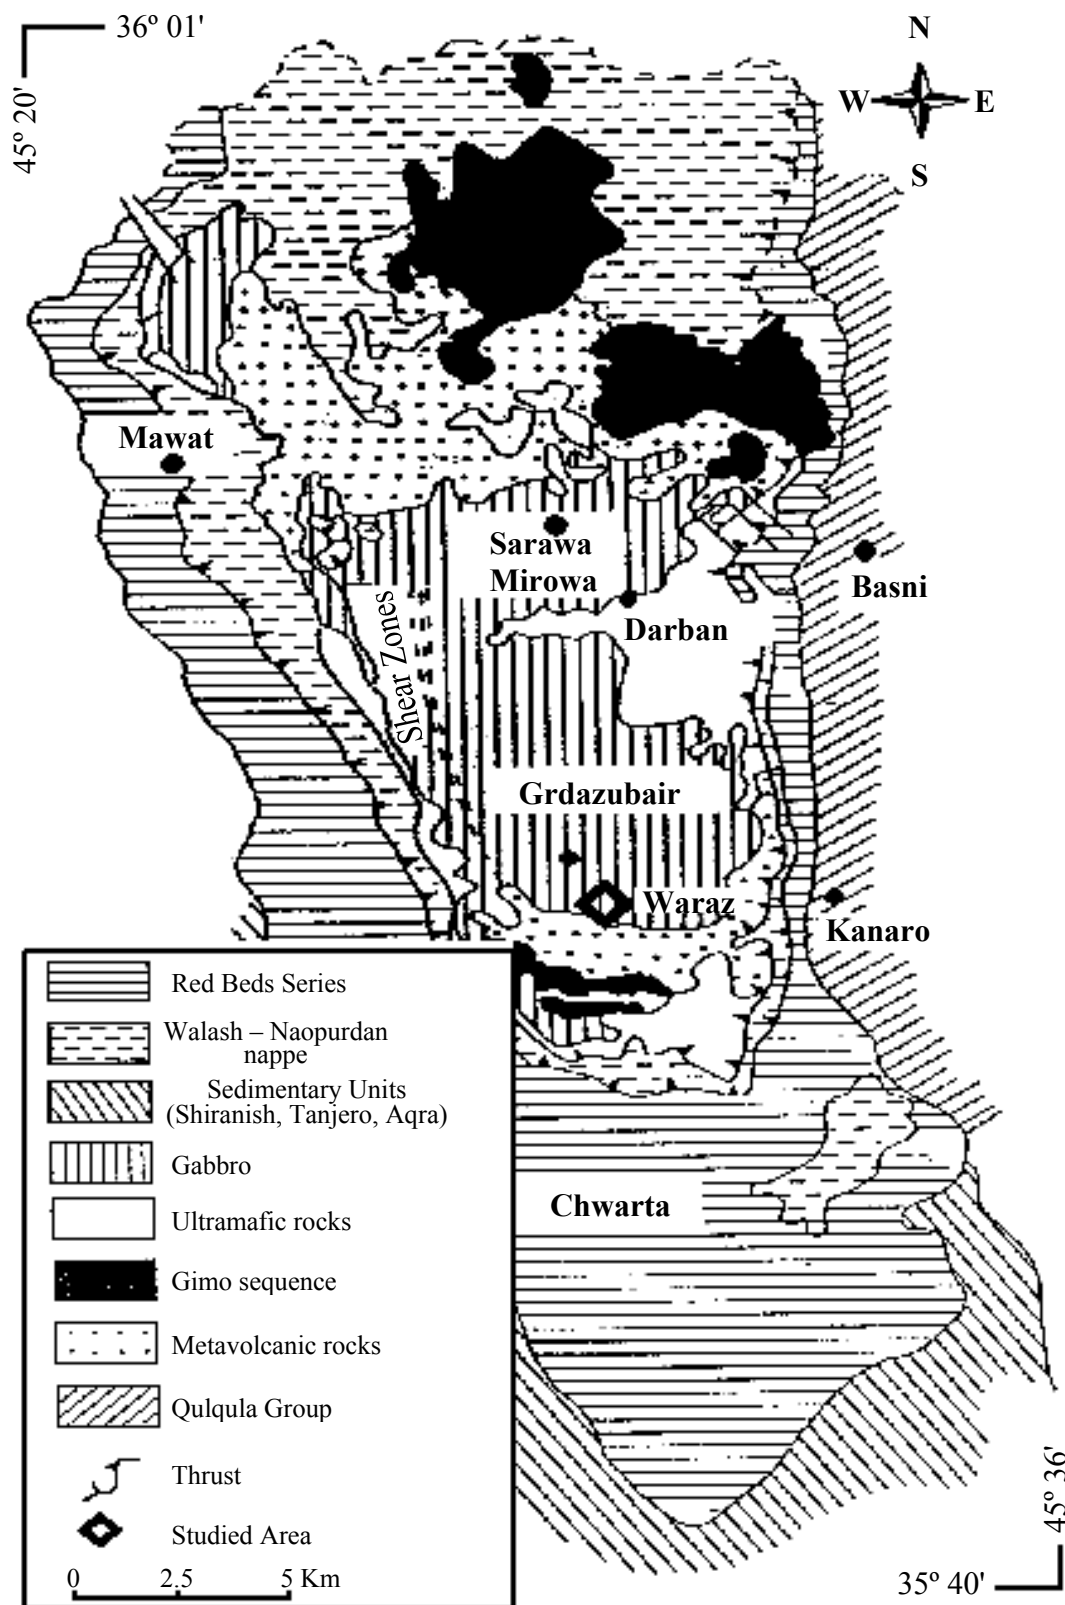 36º 01'
45º 20'
N
W E
S
Mawat
Sarawa
Mirowa
Basni
Darban
Shear Zones
Grdazubair
Waraz
Kanaro
Chwarta
Red Beds Series
Walash – Naopurdan
nappe
Sedimentary Units
(Shiranish, Tanjero, Aqra)
Gabbro
Ultramafic rocks
Gimo sequence
Metavolcanic rocks
Qulqula Group
Thrust
Studied Area
0 2.5 5 Km
45º 36'
35º 40'